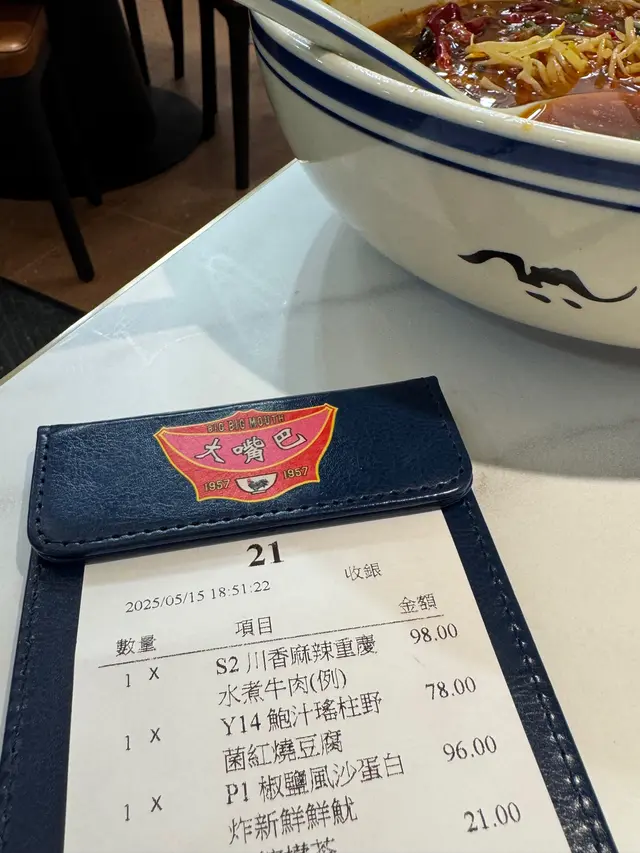 BIG BIG MOUTH
大嘴巴
1957 1957
21
2025/05/15 18:51:22 收銀
數量 項目 金額
1 X S2 川香麻辣重慶 98.00
水煮牛肉(例)
1 X Y14 鮑汁瑤柱野 78.00
菌紅燒豆腐
1 X P1 椒鹽風沙蛋白 96.00
炸新鮮鮮魷
21.00